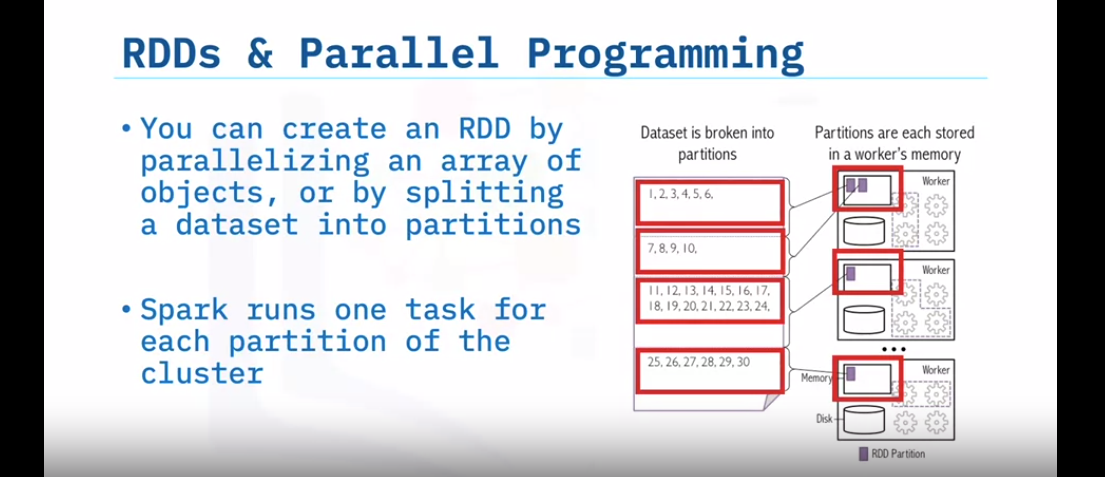 RDDs & Parallel Programming
• You can create an RDD by
parallelizing an array of
objects, or by splitting
a dataset into partitions
• Spark runs one task for
each partition of the
cluster
Dataset is broken into
partitions
1, 2, 3, 4, 5, 6,
7, 8, 9, 10,
11, 12, 13, 14, 15, 16, 17,
18, 19, 20, 21, 22, 23, 24,
25, 26, 27, 28, 29, 30
Partitions are each stored
in a worker's memory
Worker
Worker
•••
Worker
Memory
Disk
RDD Partition